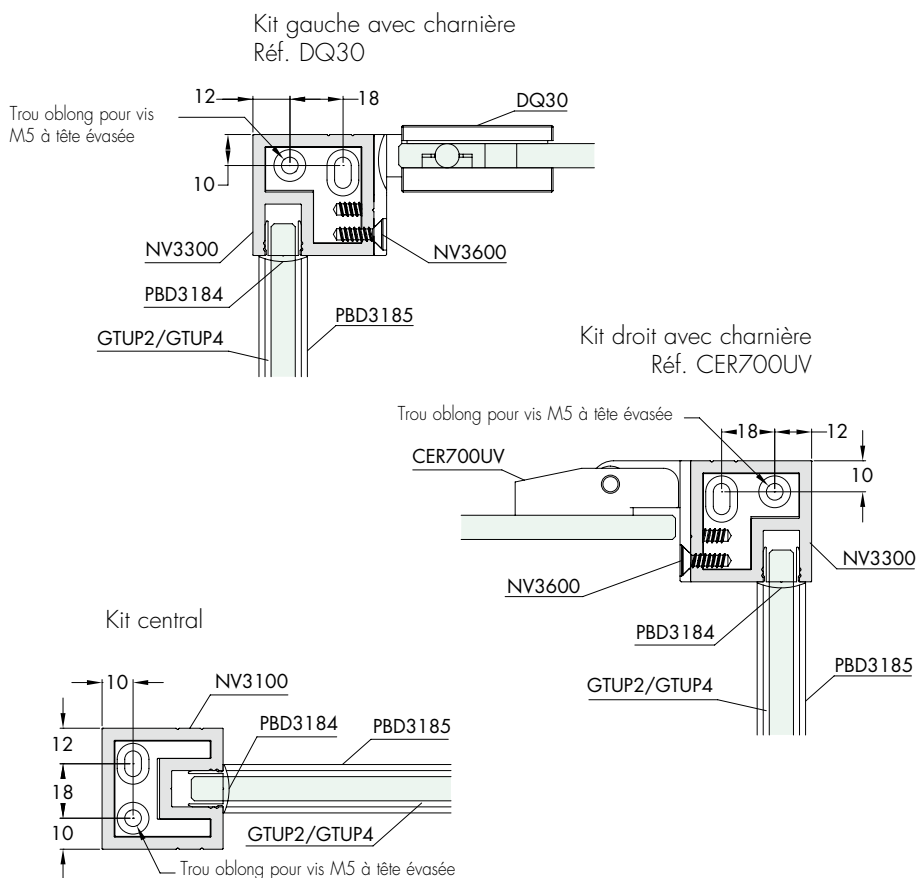 Kit gauche avec charnière
Réf. DQ30
12
18
DQ30
Trou oblong pour vis
M5 à tête évasée
10
NV3300
NV3600
PBD3184
PBD3185
GTUP2/GTUP4
Kit droit avec charnière
Réf. CER700UV
Trou oblong pour vis M5 à tête évasée
18
12
CER700UV
10
NV3300
NV3600
PBD3184
PBD3185
GTUP2/GTUP4
Kit central
10
NV3100
12
PBD3184
PBD3185
18
10
GTUP2/GTUP4
Trou oblong pour vis M5 à tête évasée